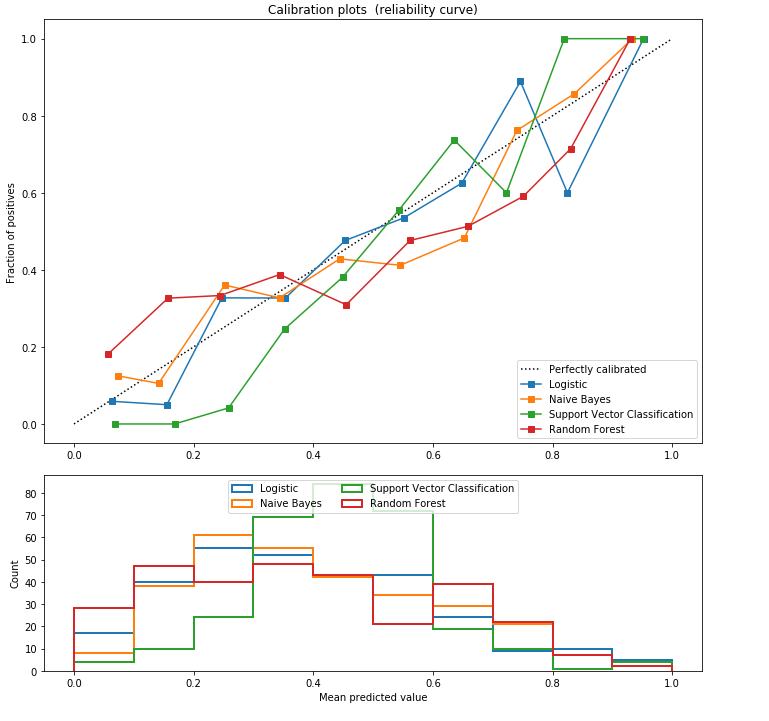 Calibration plots (reliability curve)
Fraction of positives
1.0
0.8
0.6
0.4
0.2
0.0
Perfectly calibrated
Logistic
Naive Bayes
Support Vector Classification
Random Forest
0.0 0.2 0.4 0.6 0.8 1.0
Count
80
70
60
50
40
30
20
10
0
Logistic Support Vector Classification
Naive Bayes Random Forest
0.0 0.2 0.4 0.6 0.8 1.0
Mean predicted value